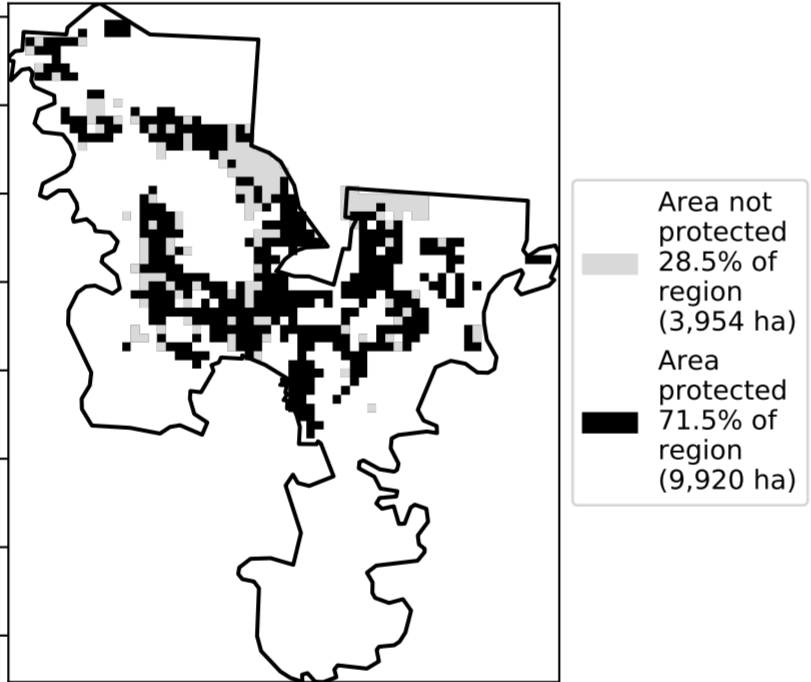 Area not
protected
28.5% of
region
(3,954 ha)
Area
protected
71.5% of
region
(9,920 ha)